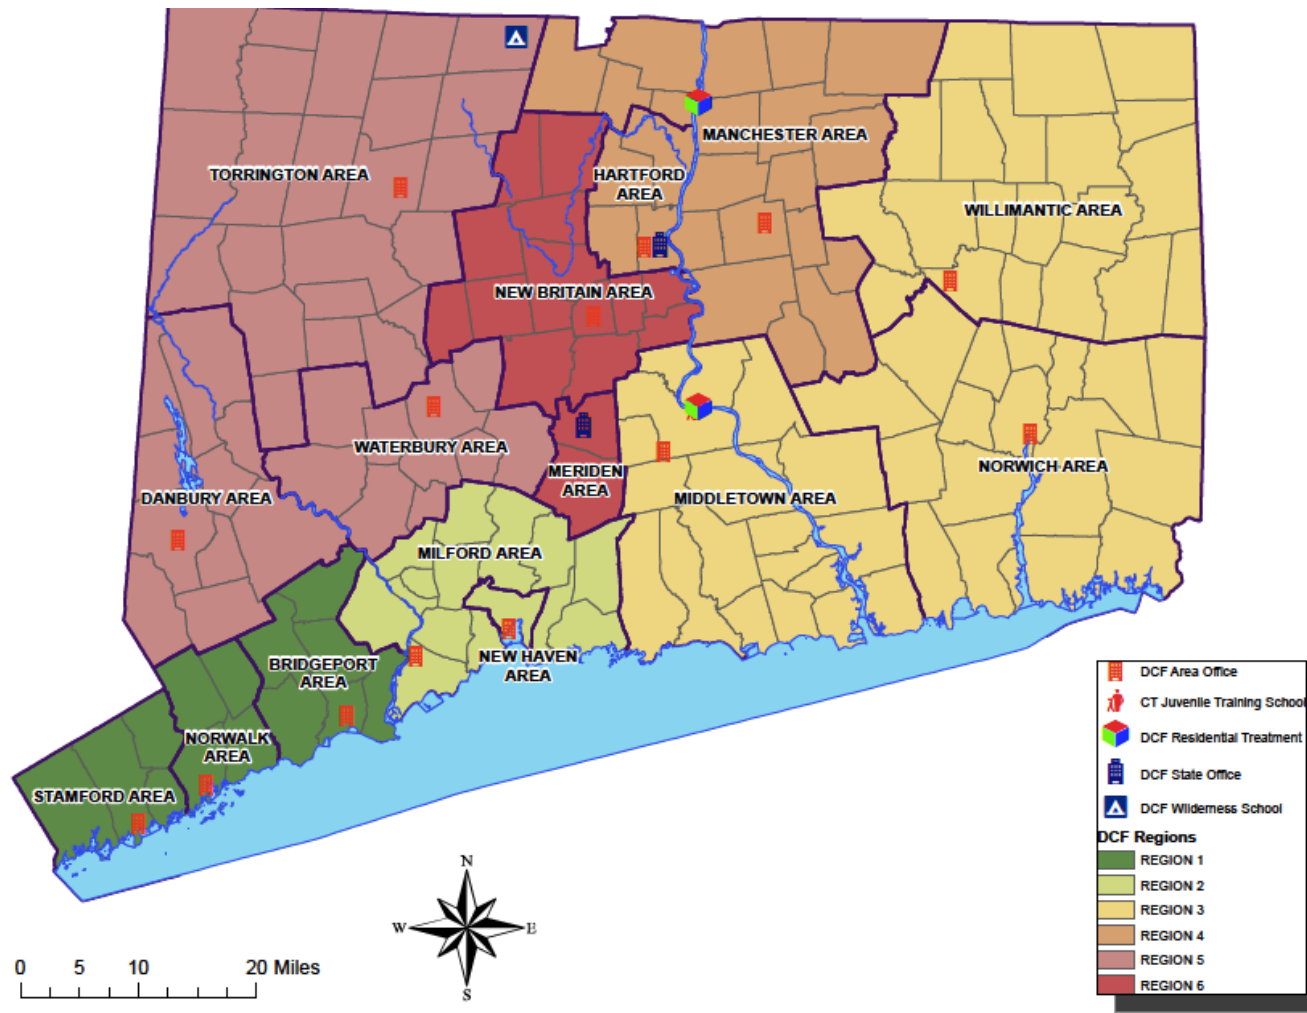 TORRINGTON AREA
MANCHESTER AREA
HARTFORD
AREA
WILLIMANTIC AREA
NEW BRITAIN AREA
WATERBURY AREA
MERIDEN
AREA
DANBURY AREA
MIDDLETOWN AREA
NORWICH AREA
MILFORD AREA
NEW HAVEN
AREA
BRIDGEPORT
AREA
NORWALK
AREA
STAMFORD AREA
DCF Area Office
CT Juvenile Training School
DCF Residential Treatment
DCF State Office
DCF Wilderness School
DCF Regions
REGION 1
REGION 2
REGION 3
REGION 4
REGION 5
REGION 6
N
W E
S
0 5 10 20 Miles